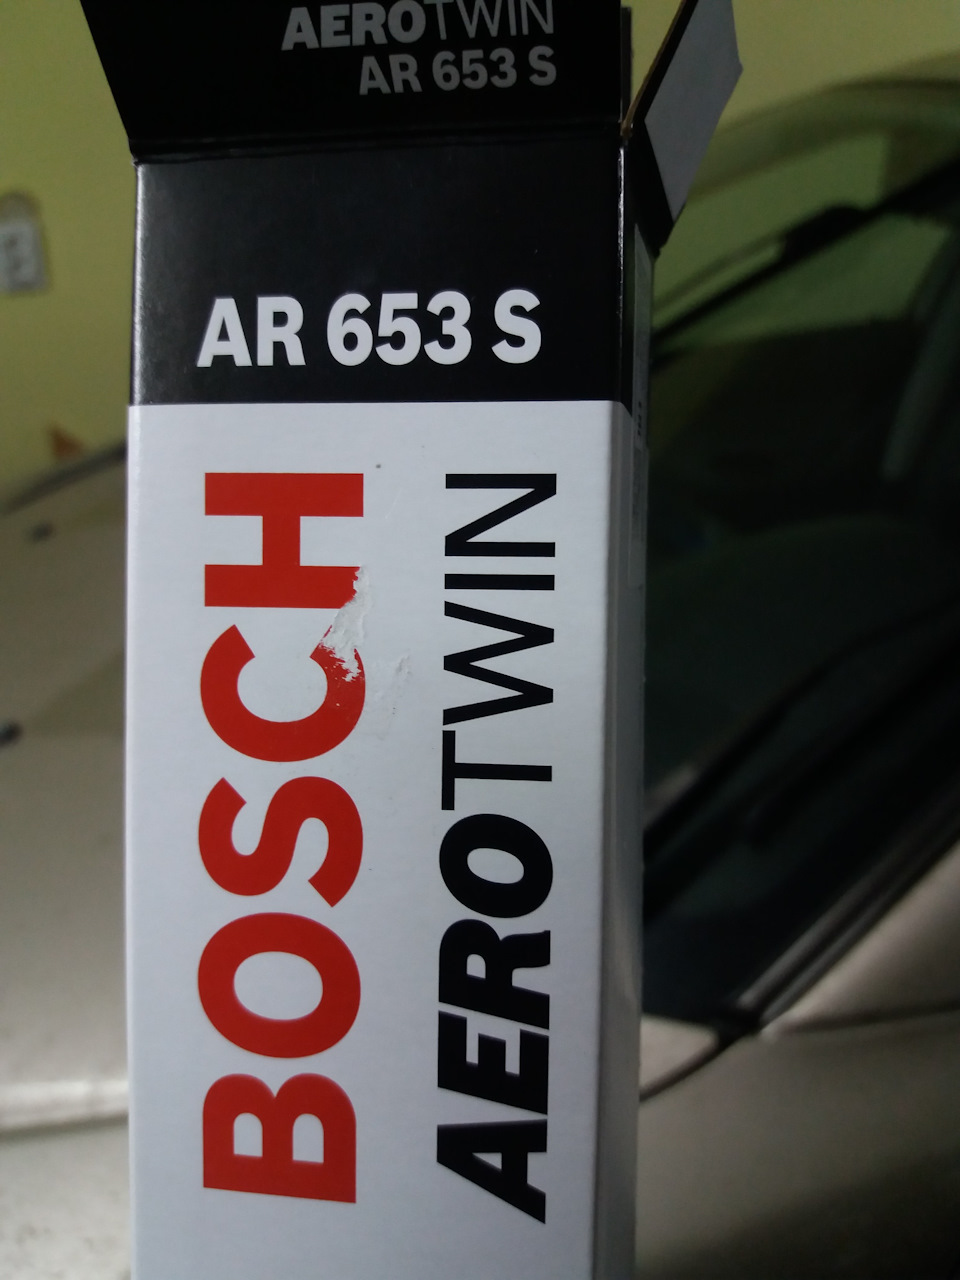 AEROTWIN
AR 653 S
AR 653 S
BOSCH
AEROTWIN